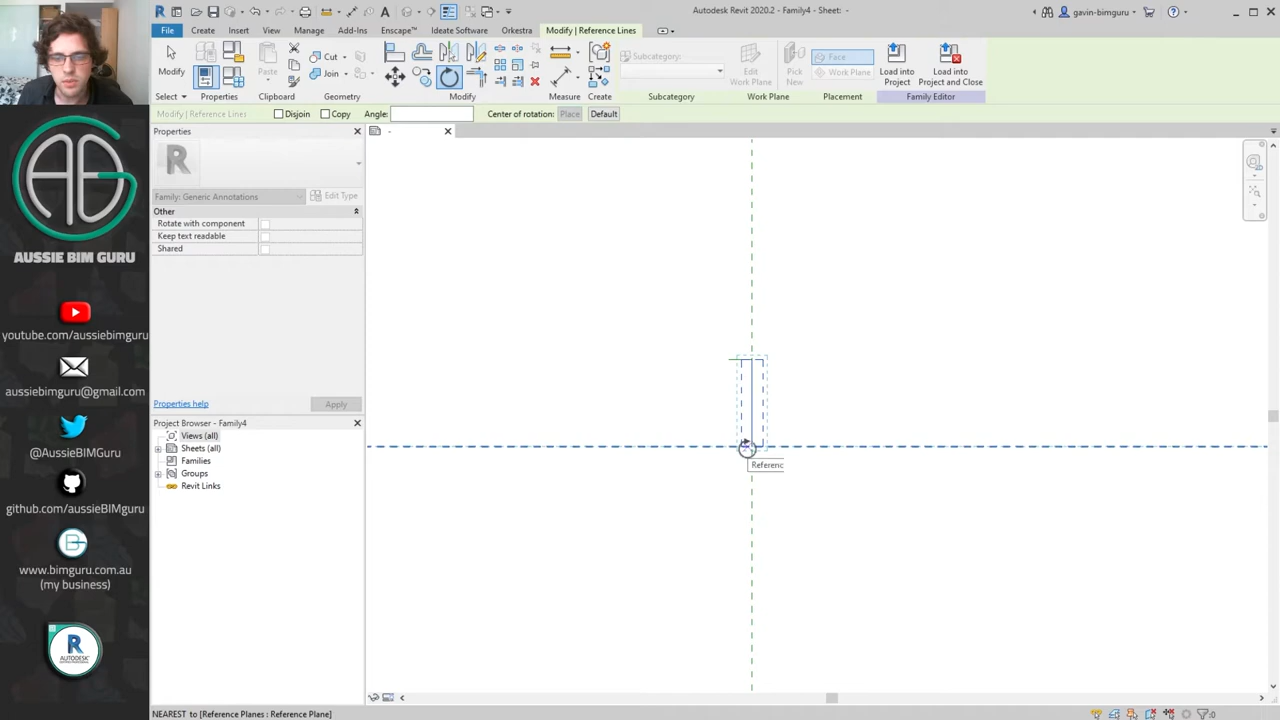 Autodesk Revit 2020.2 - Family4 - Sheet: -
gavin-bimguru
File
Create
Insert
View
Manage
Add-Ins
Enscape™
Ideate Software
Orkestra
Modify | Reference Lines
Modify
Paste
Cut
Join
Subcategory:
Edit
Work Plane
Pick
New
Face
Work Plane
Load into
Project
Load into
Project and Close
Select
Properties
Clipboard
Geometry
Modify
Measure
Create
Subcategory
Work Plane
Placement
Family Editor
Modify | Reference Lines
Disjoin
Copy
Angle:
Center of rotation:
Place
Default
Properties
-
R
Family: Generic Annotations
Edit Type
Other
Rotate with component
Keep text readable
Shared
Properties help
Apply
Project Browser - Family4
Views (all)
Sheets (all)
Families
Groups
Revit Links
Referenc
NEAREST to [Reference Planes : Reference Plane]
:0
ABG
AUSSIE BIM GURU
youtube.com/aussiebimguru
aussiebimguru@gmail.com
@AussieBIMGuru
github.com/aussieBIMguru
www.bimguru.com.au
(my business)
R
AUTODESK